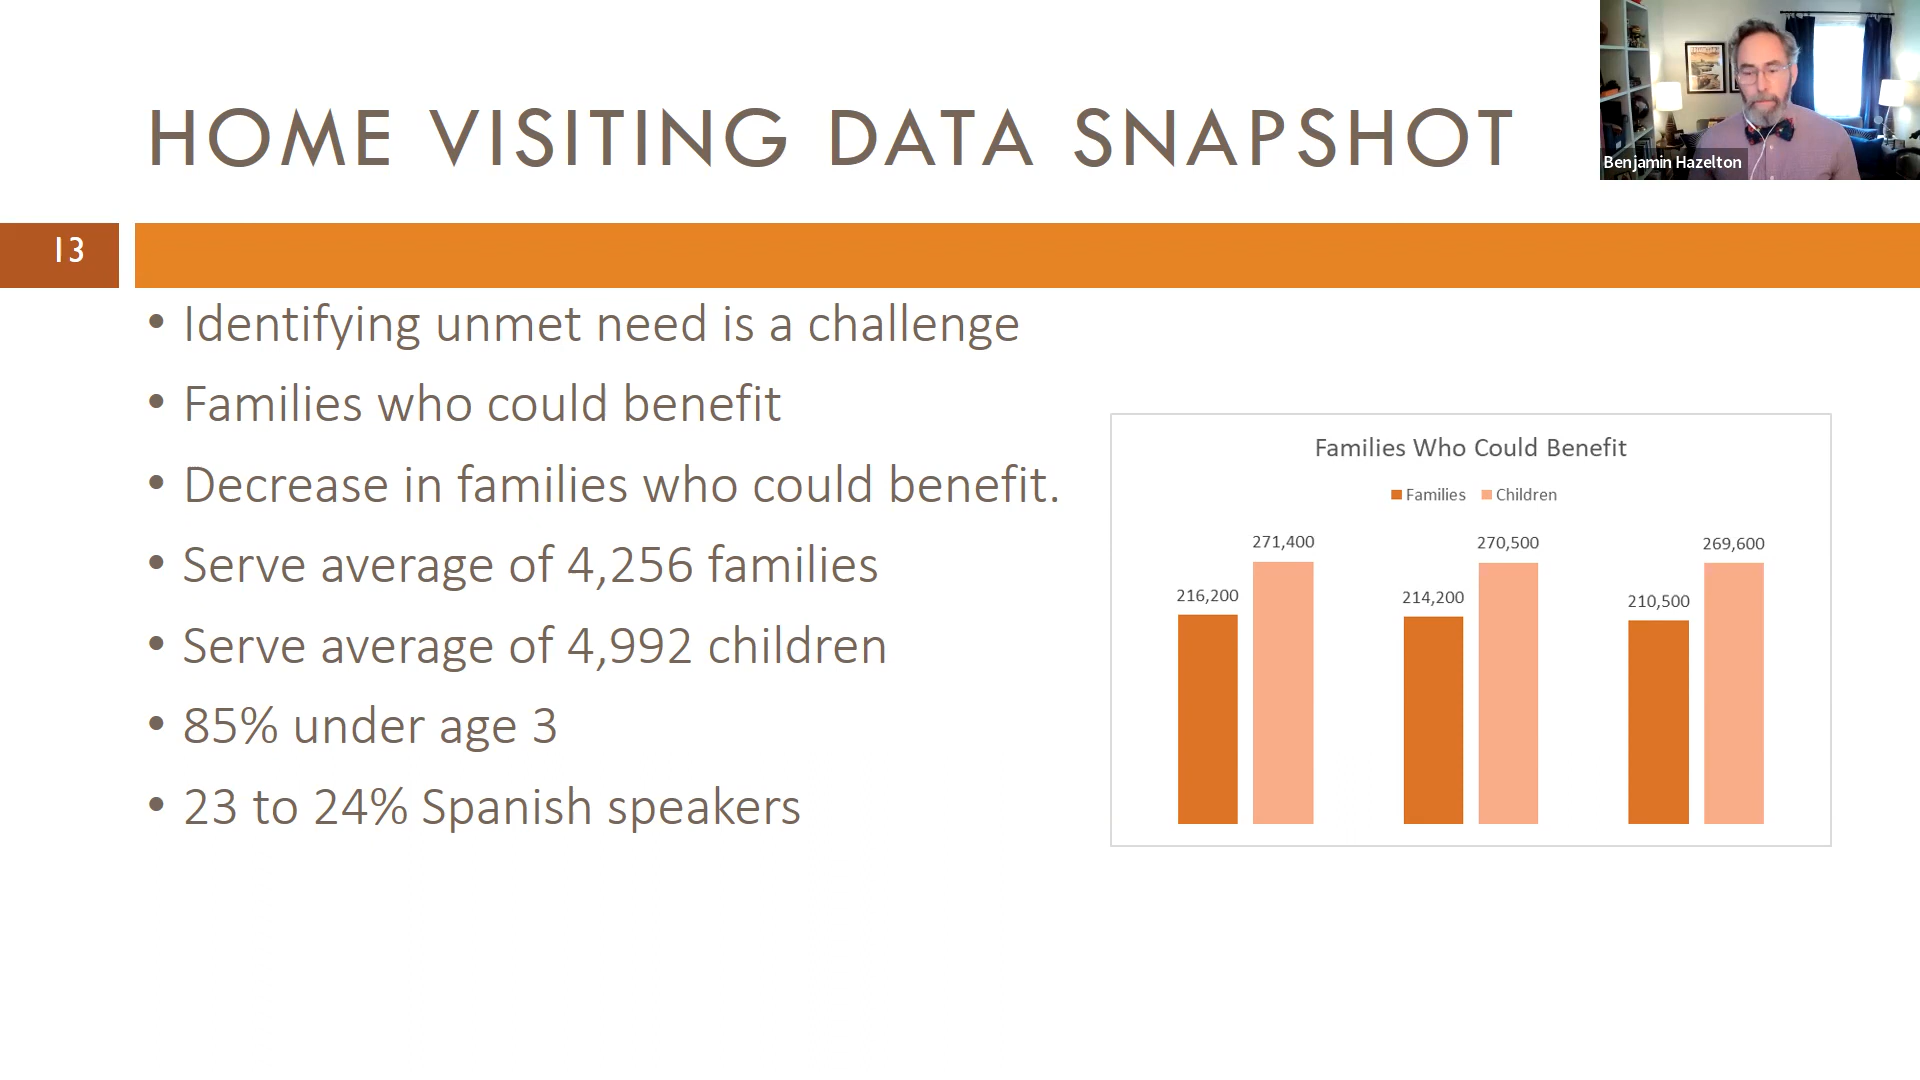 HOME VISITING DATA SNAPSHOT
Benjamin Hazelton
13
• Identifying unmet need is a challenge
• Families who could benefit
• Decrease in families who could benefit.
• Serve average of 4,256 families
• Serve average of 4,992 children
• 85% under age 3
• 23 to 24% Spanish speakers
Families Who Could Benefit
Families Children
216,200 271,400 214,200 270,500 210,500 269,600